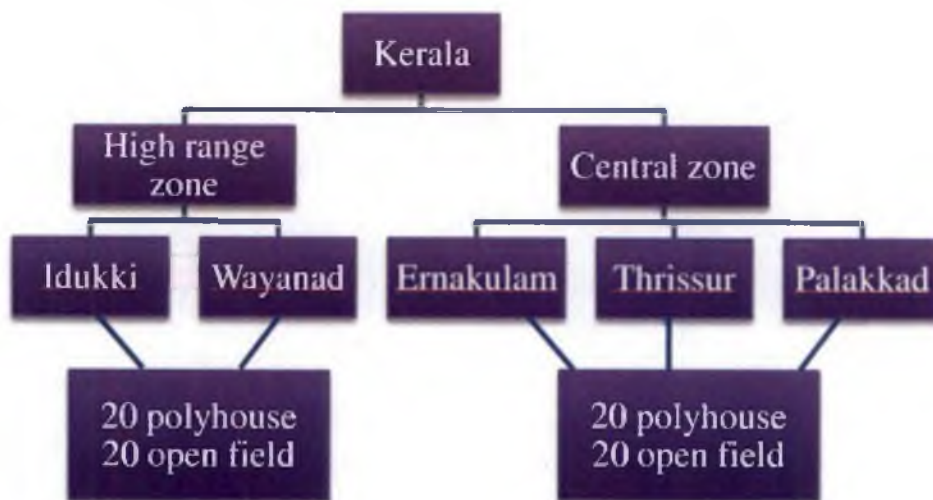 Kerala
High range
zone
Central zone
Idukki
Wayanad
Ernakulam
Thrissur
Palakkad
20 polyhouse
20 open field
20 polyhouse
20 open field